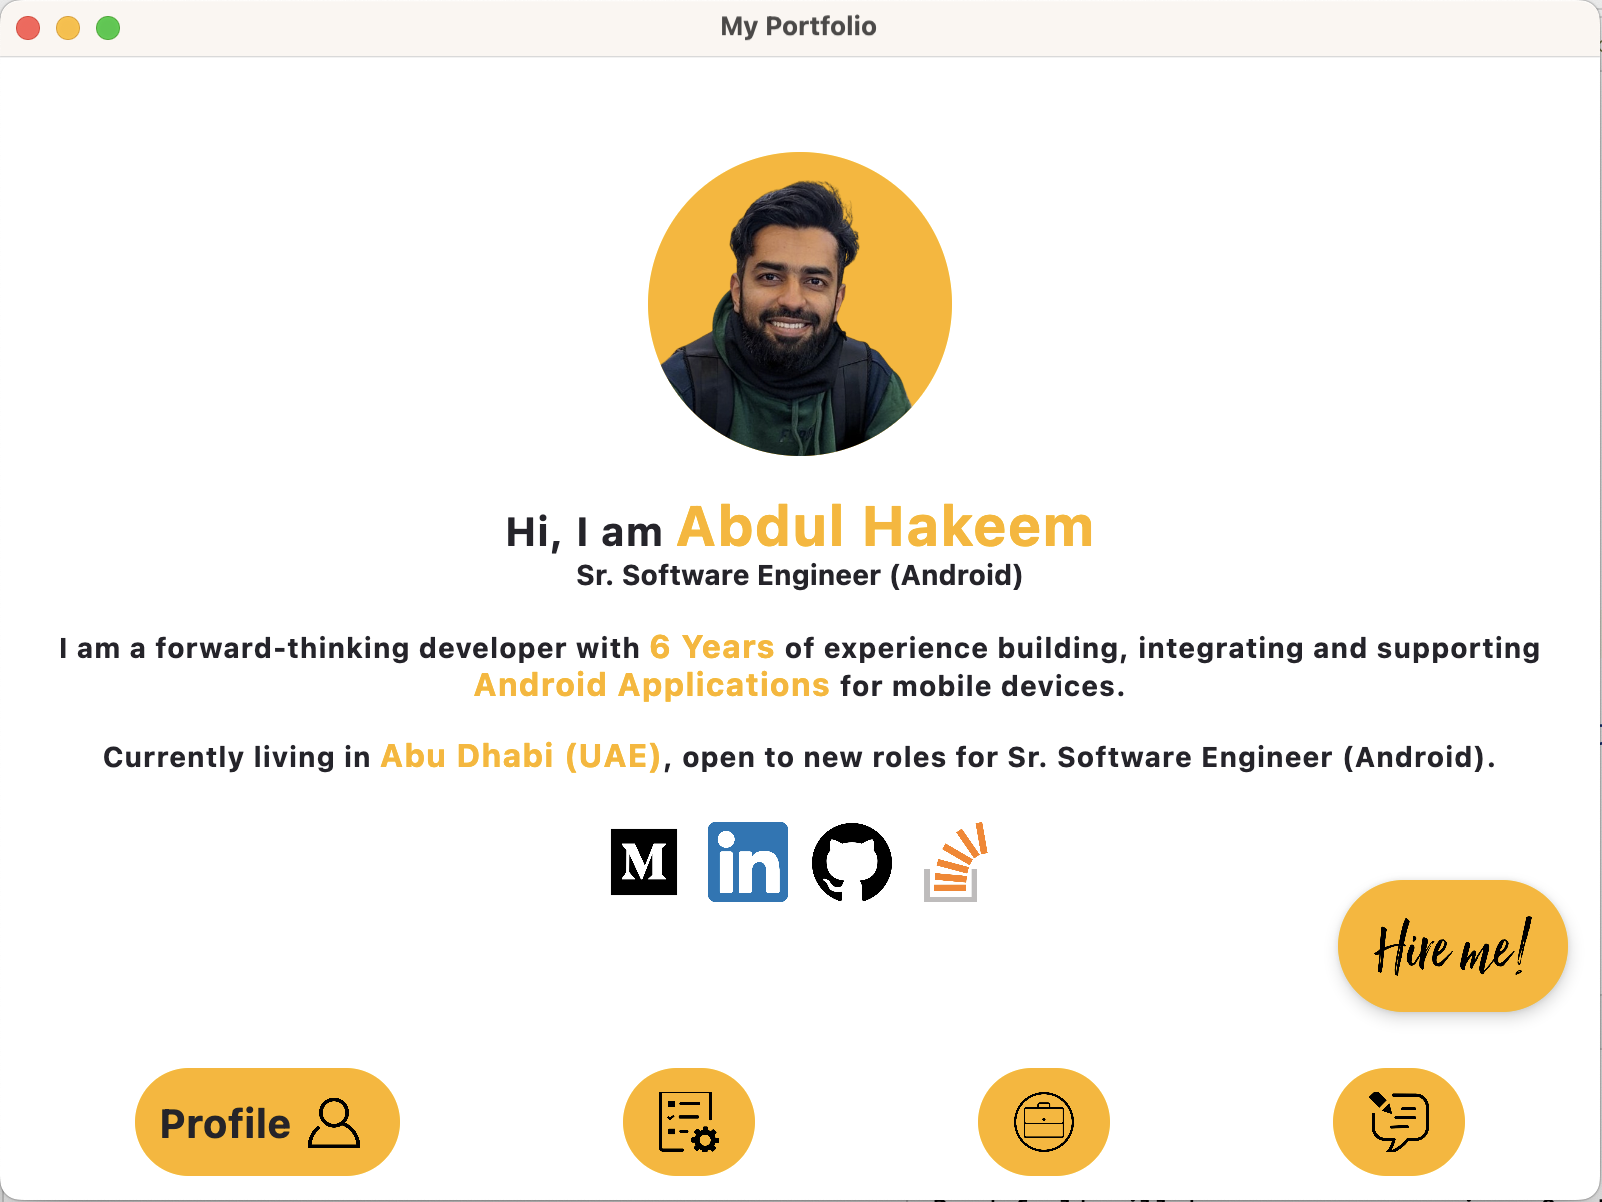 My Portfolio
Hi, I am Abdul Hakeem
Sr. Software Engineer (Android)
I am a forward-thinking developer with 6 Years of experience building, integrating and supporting
Android Applications for mobile devices.
Currently living in Abu Dhabi (UAE), open to new roles for Sr. Software Engineer (Android).
M
in
Hire me!
Profile